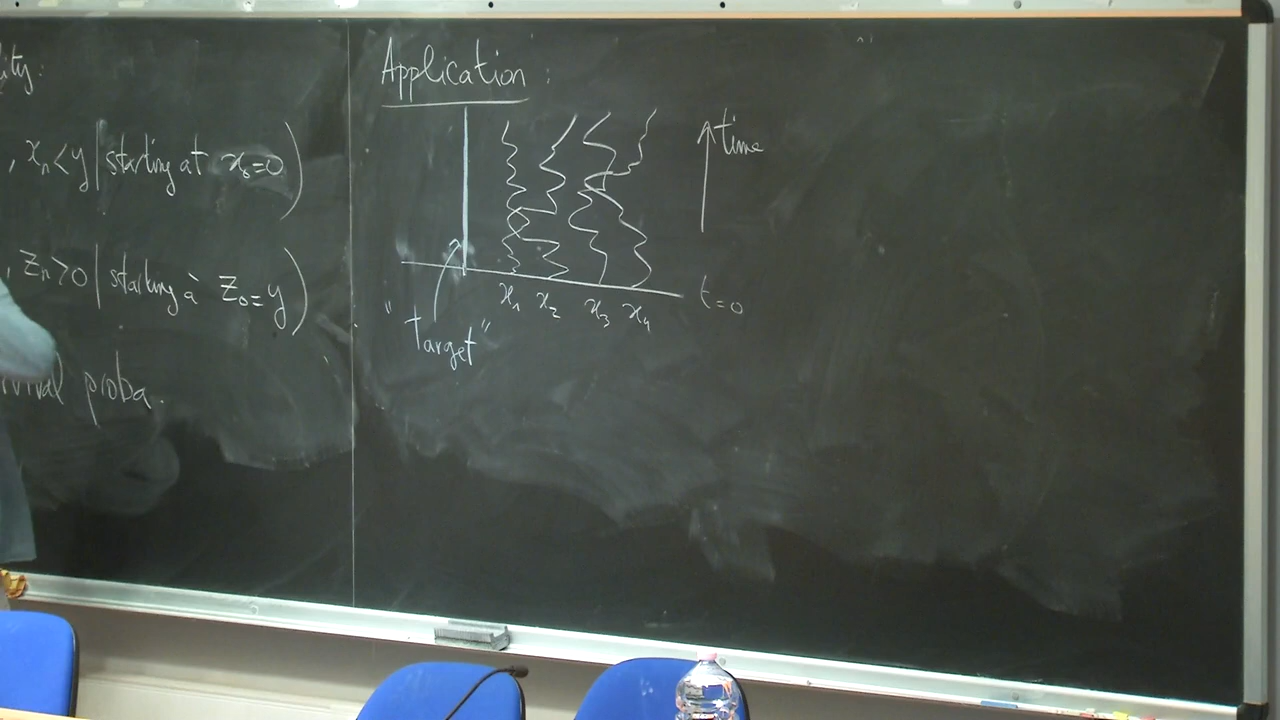 ity:
, xₙ < y | starting at x₀=0)
, Zₙ > 0 | starting à Z₀ = y)
proba.
Application :
time
t=0
x₁ x₂ x₃ x₄
"Target"